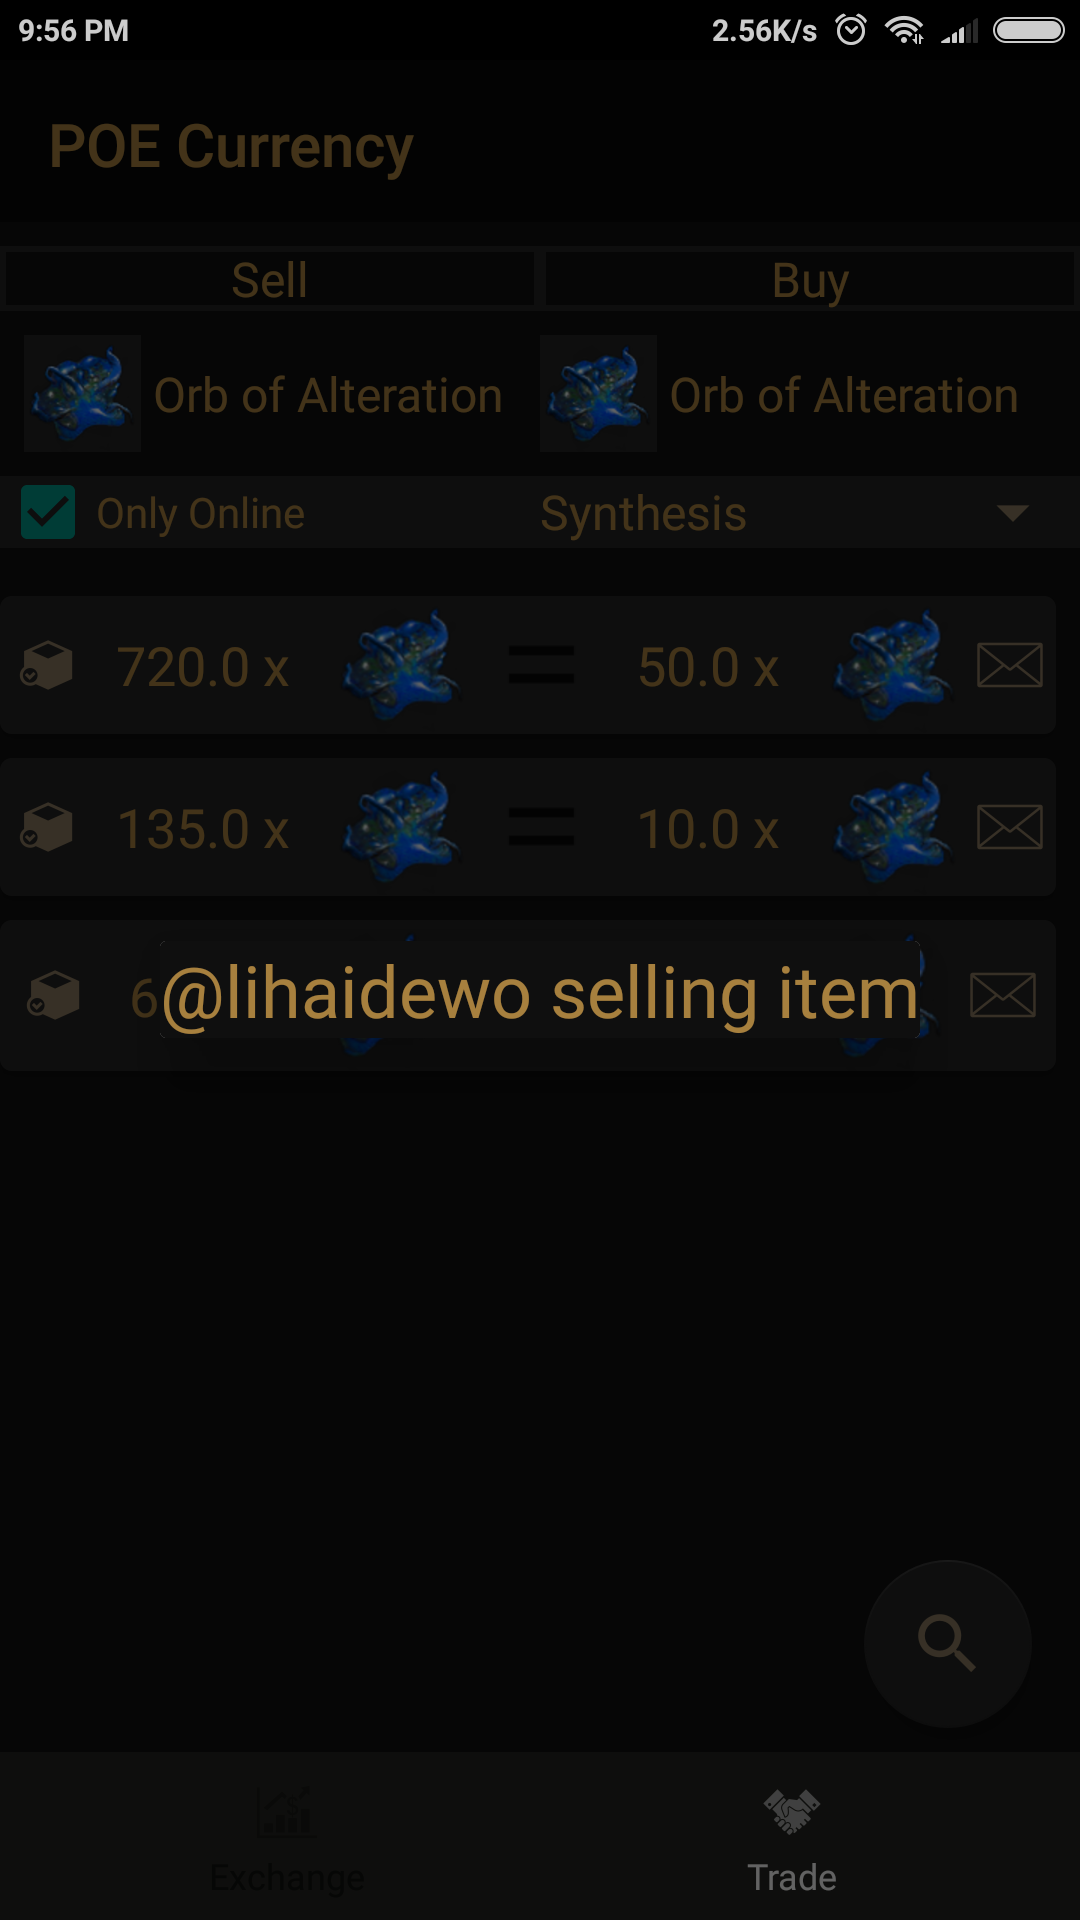 9:56 PM 2.56K/s
POE Currency
Sell Buy
Orb of Alteration Orb of Alteration
Only Online Synthesis
720.0 x 50.0 x
135.0 x 10.0 x
6
@lihaidewo selling item
Exchange Trade